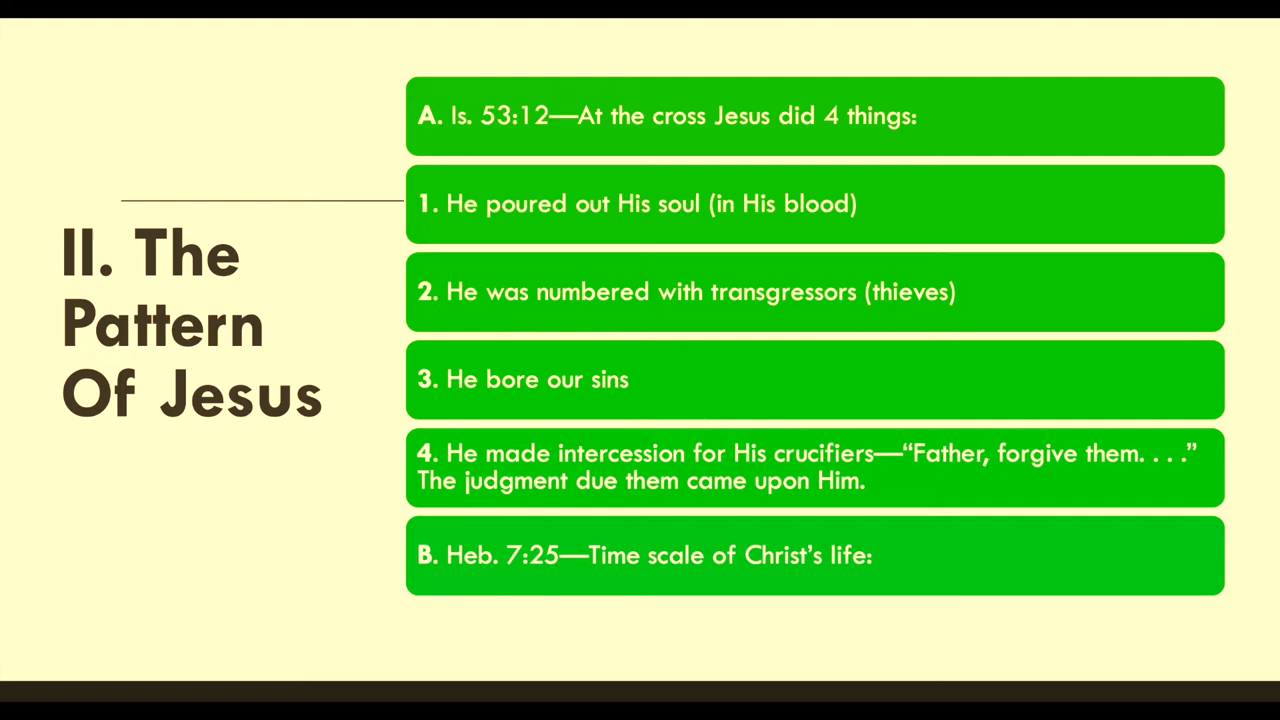 II. The
Pattern
Of Jesus
A. Is. 53:12—At the cross Jesus did 4 things:
1. He poured out His soul (in His blood)
2. He was numbered with transgressors (thieves)
3. He bore our sins
4. He made intercession for His crucifiers—“Father, forgive them. . . .”
The judgment due them came upon Him.
B. Heb. 7:25—Time scale of Christ’s life: